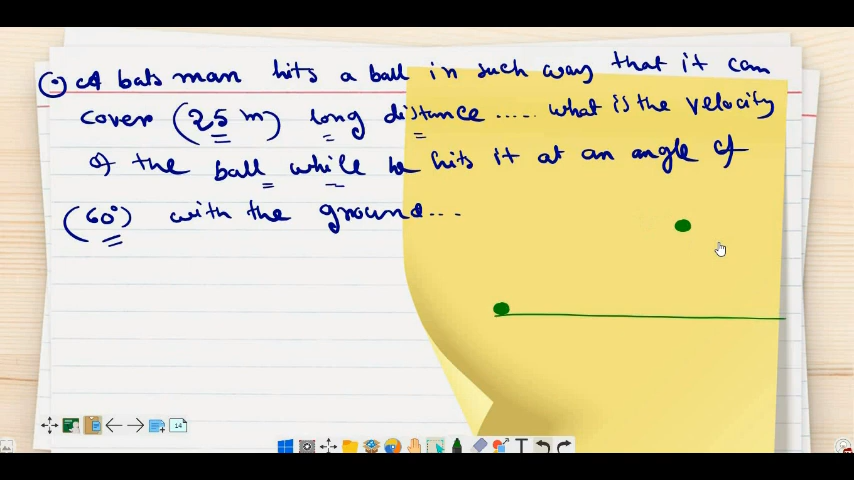 A bats man hits a ball in such way that it can
cover (25 m) long distance ..... what is the velocity
of the ball while he hits it at an angle of
(60°) with the ground...
14
T